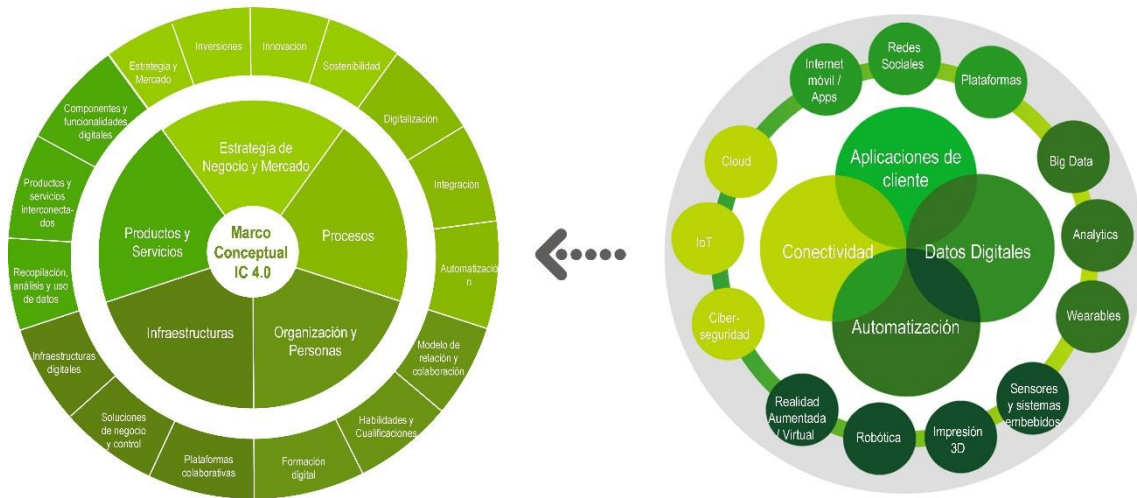 Estrategia y
Mercado
Inversiones
Innovacion
Sostenibilidad
Digitalización
Integración
Automatizació
n
Modelo de
relación y
colaboración
Habilidades y
Cualificaciones
Formación
digital
Plataformas
colaborativas
Soluciones
de negocio
y control
Infraestructuras
digitales
Recopilación,
análisis y uso
de datos
Productos y
servicios
interconecta-
dos
Componentes y
funcionalidades
digitales
Estrategia de
Negocio y Mercado
Procesos
Organización y
Personas
Infraestructuras
Productos y
Servicios
Marco
Conceptual
IC 4.0
Redes
Sociales
Plataformas
Big Data
Analytics
Wearables
Sensores
y sistemas
embebidos
Impresión
3D
Robótica
Realidad
Aumentada
/ Virtual
Ciber-
seguridad
IoT
Cloud
Internet
móvil /
Apps
Aplicaciones de
cliente
Conectividad
Datos Digitales
Automatización